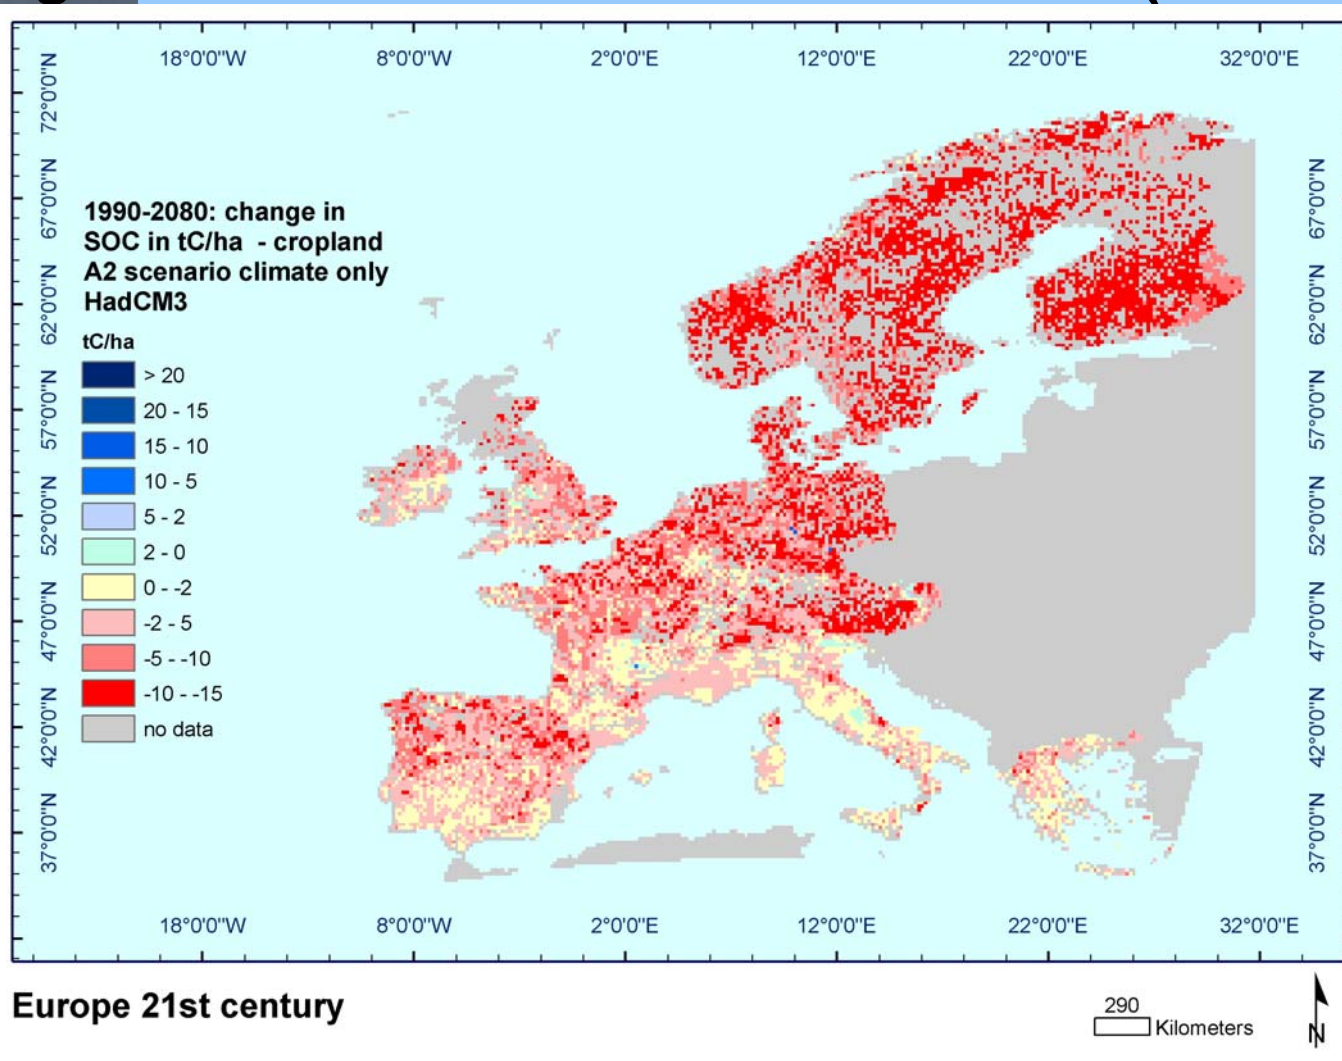 18°0'0"W 8°0'0"W 2°0'0"E 12°0'0"E 22°0'0"E 32°0'0"E
72°0'0"N
67°0'0"N 67°0'0"N
1990-2080: change in
SOC in tC/ha - cropland
A2 scenario climate only
HadCM3
62°0'0"N 62°0'0"N
tC/ha
> 20
20 - 15
57°0'0"N 57°0'0"N
15 - 10
10 - 5
5 - 2
52°0'0"N 52°0'0"N
2 - 0
0 - -2
-2 - 5
47°0'0"N 47°0'0"N
-5 - -10
-10 - -15
no data
42°0'0"N 42°0'0"N
37°0'0"N 37°0'0"N
18°0'0"W 8°0'0"W 2°0'0"E 12°0'0"E 22°0'0"E 32°0'0"E
Europe 21st century
290
Kilometers
N